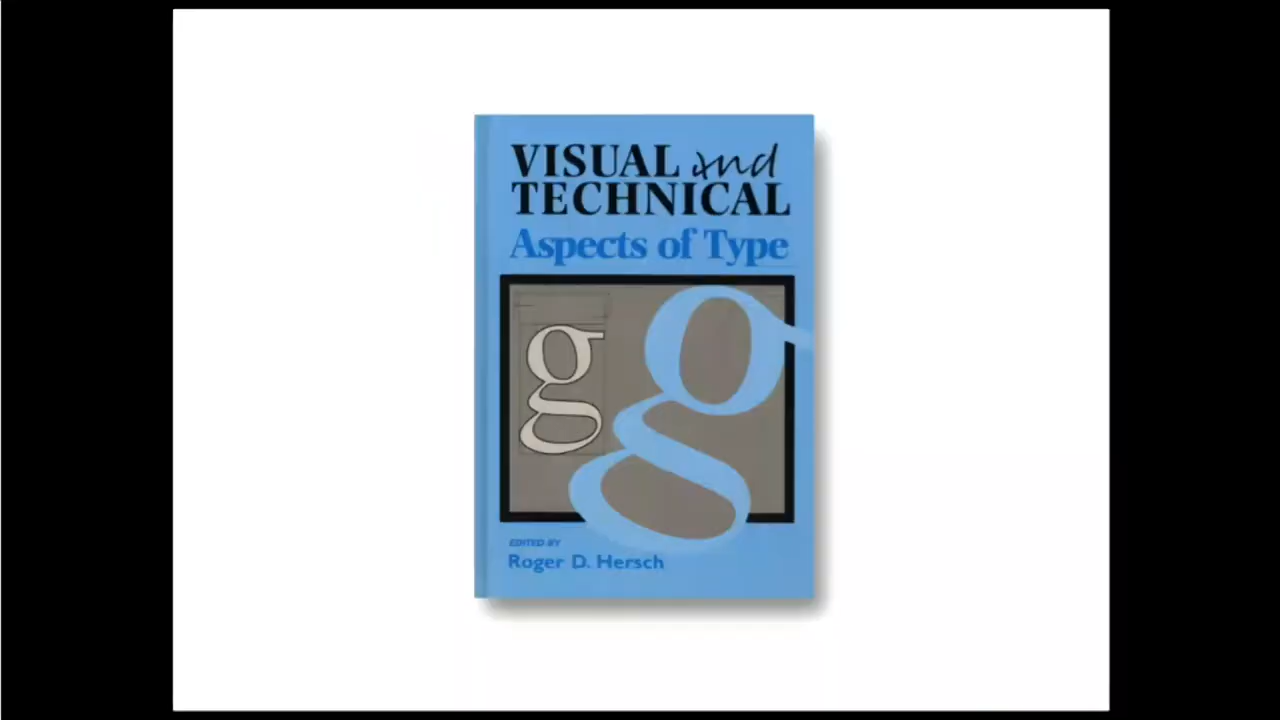 VISUAL and
TECHNICAL
Aspects of Type
g
g
EDITED BY
Roger D. Hersch